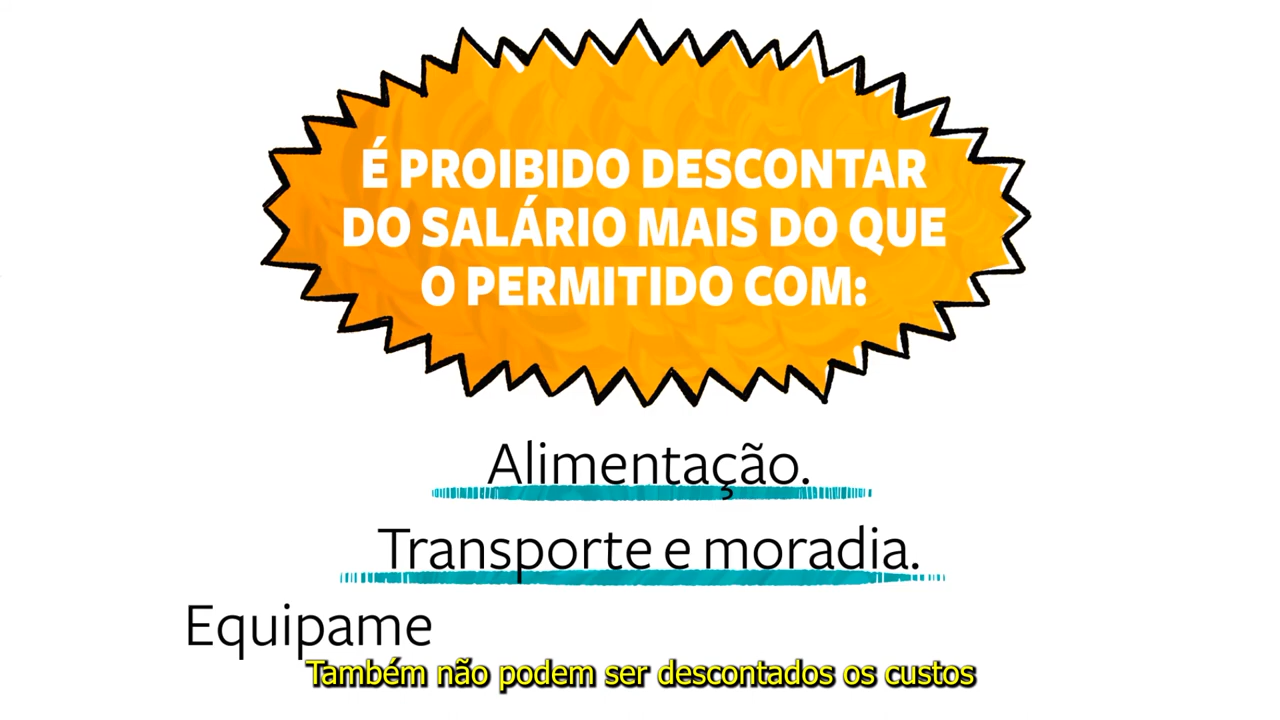 É PROIBIDO DESCONTAR
DO SALÁRIO MAIS DO QUE
O PERMITIDO COM:
Alimentação.
Transporte e moradia.
Equipame
Também não podem ser descontados os custos